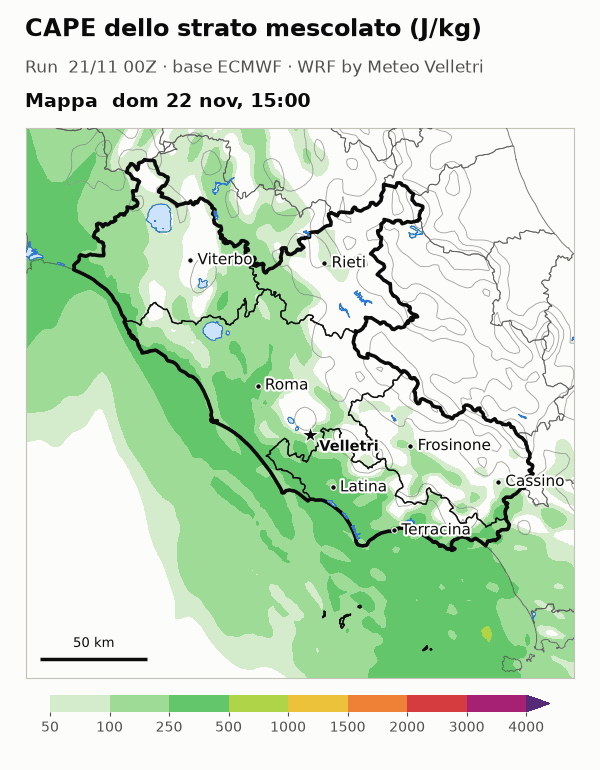 CAPE dello strato mescolato (J/kg)
Run  21/11 00Z · base ECMWF · WRF by Meteo Velletri
Mappa  dom 22 nov, 15:00
Viterbo
Rieti
Roma
Velletri
Frosinone
Latina
Cassino
Terracina
50 km
50 100 250 500 1000 1500 2000 3000 4000